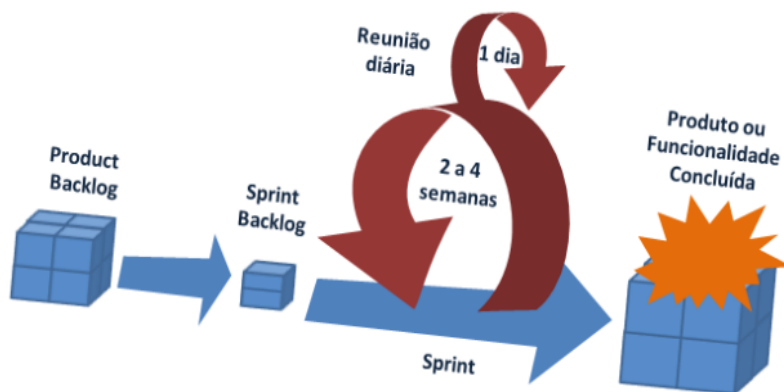 Product
Backlog
Sprint
Backlog
Reunião
diária
1 dia
2 a 4
semanas
Sprint
Produto ou
Funcionalidade
Concluída